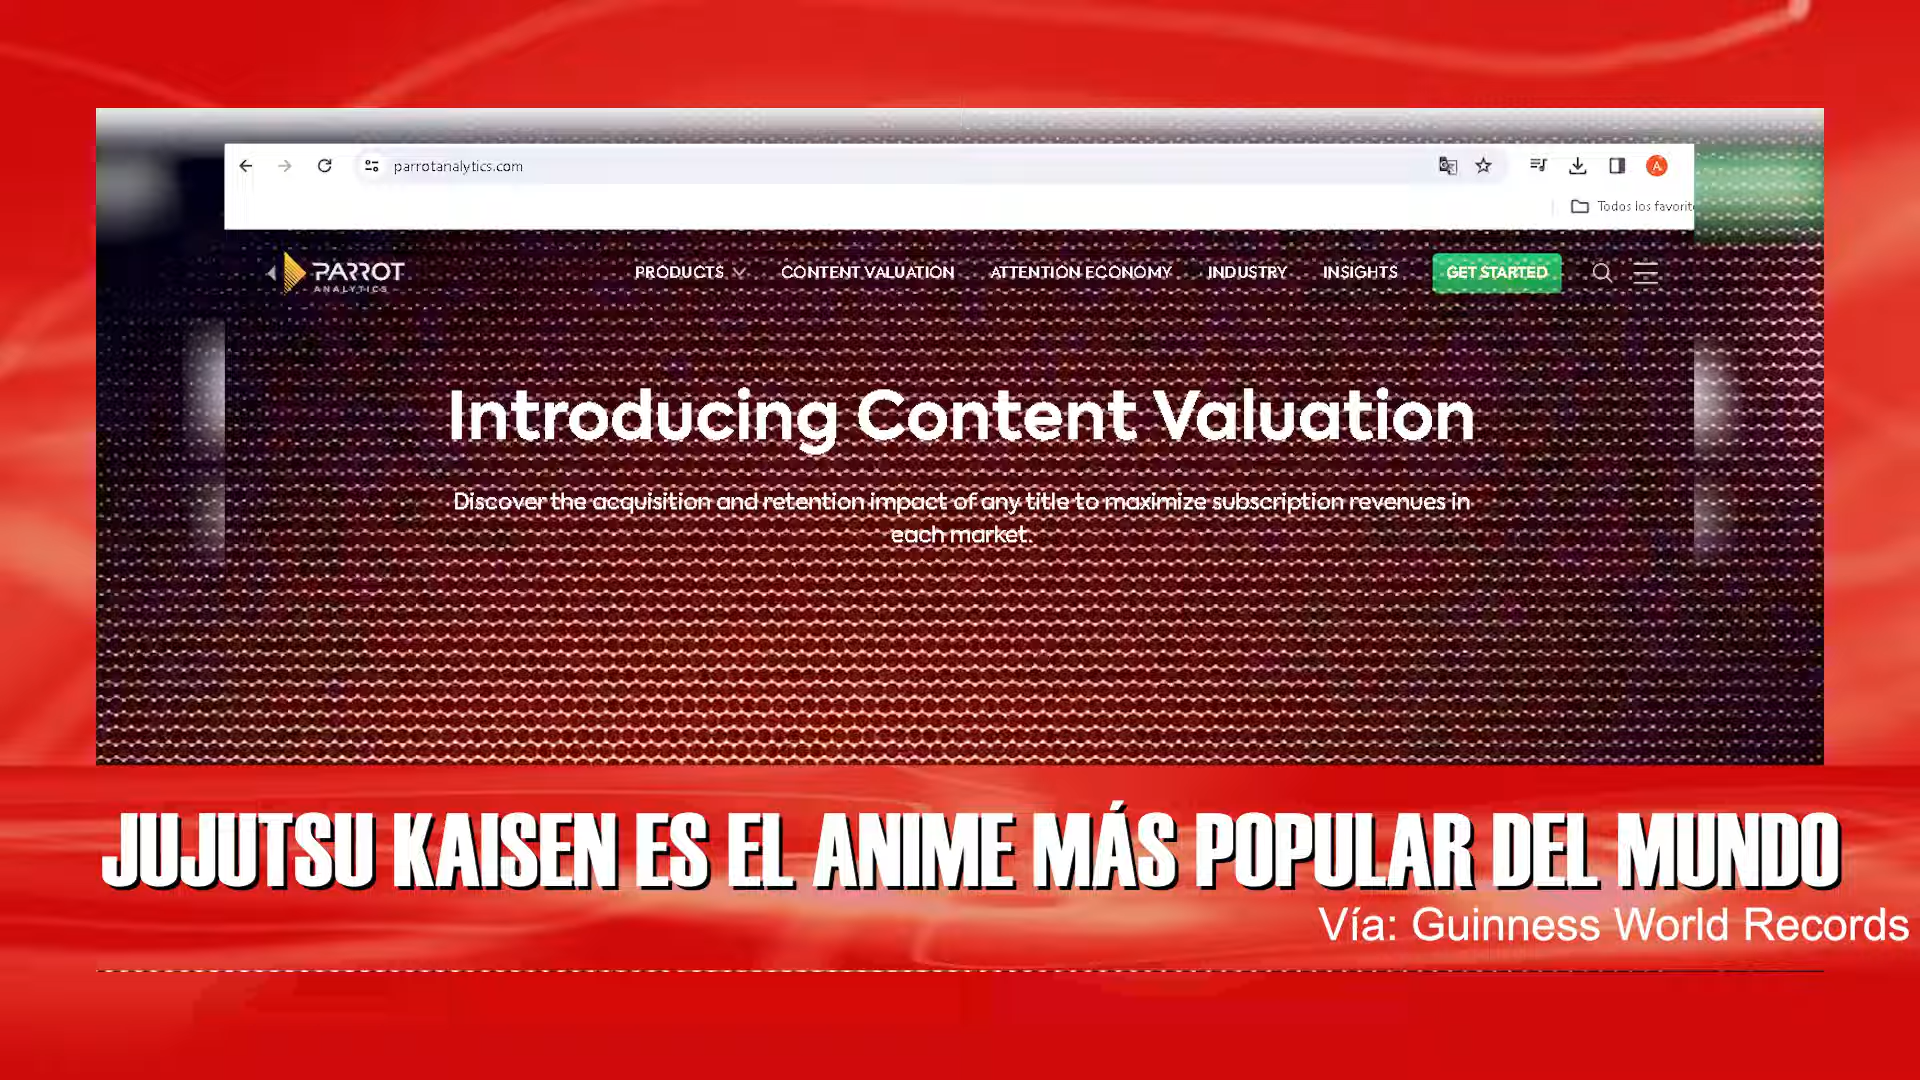 parrotanalytics.com
A
Todos los favorit
PARROT
ANALYTICS
PRODUCTS
CONTENT VALUATION
ATTENTION ECONOMY
INDUSTRY
INSIGHTS
GET STARTED
Introducing Content Valuation
Discover the acquisition and retention impact of any title to maximize subscription revenues in
each market.
JUJUTSU KAISEN ES EL ANIME MÁS POPULAR DEL MUNDO
Vía: Guinness World Records